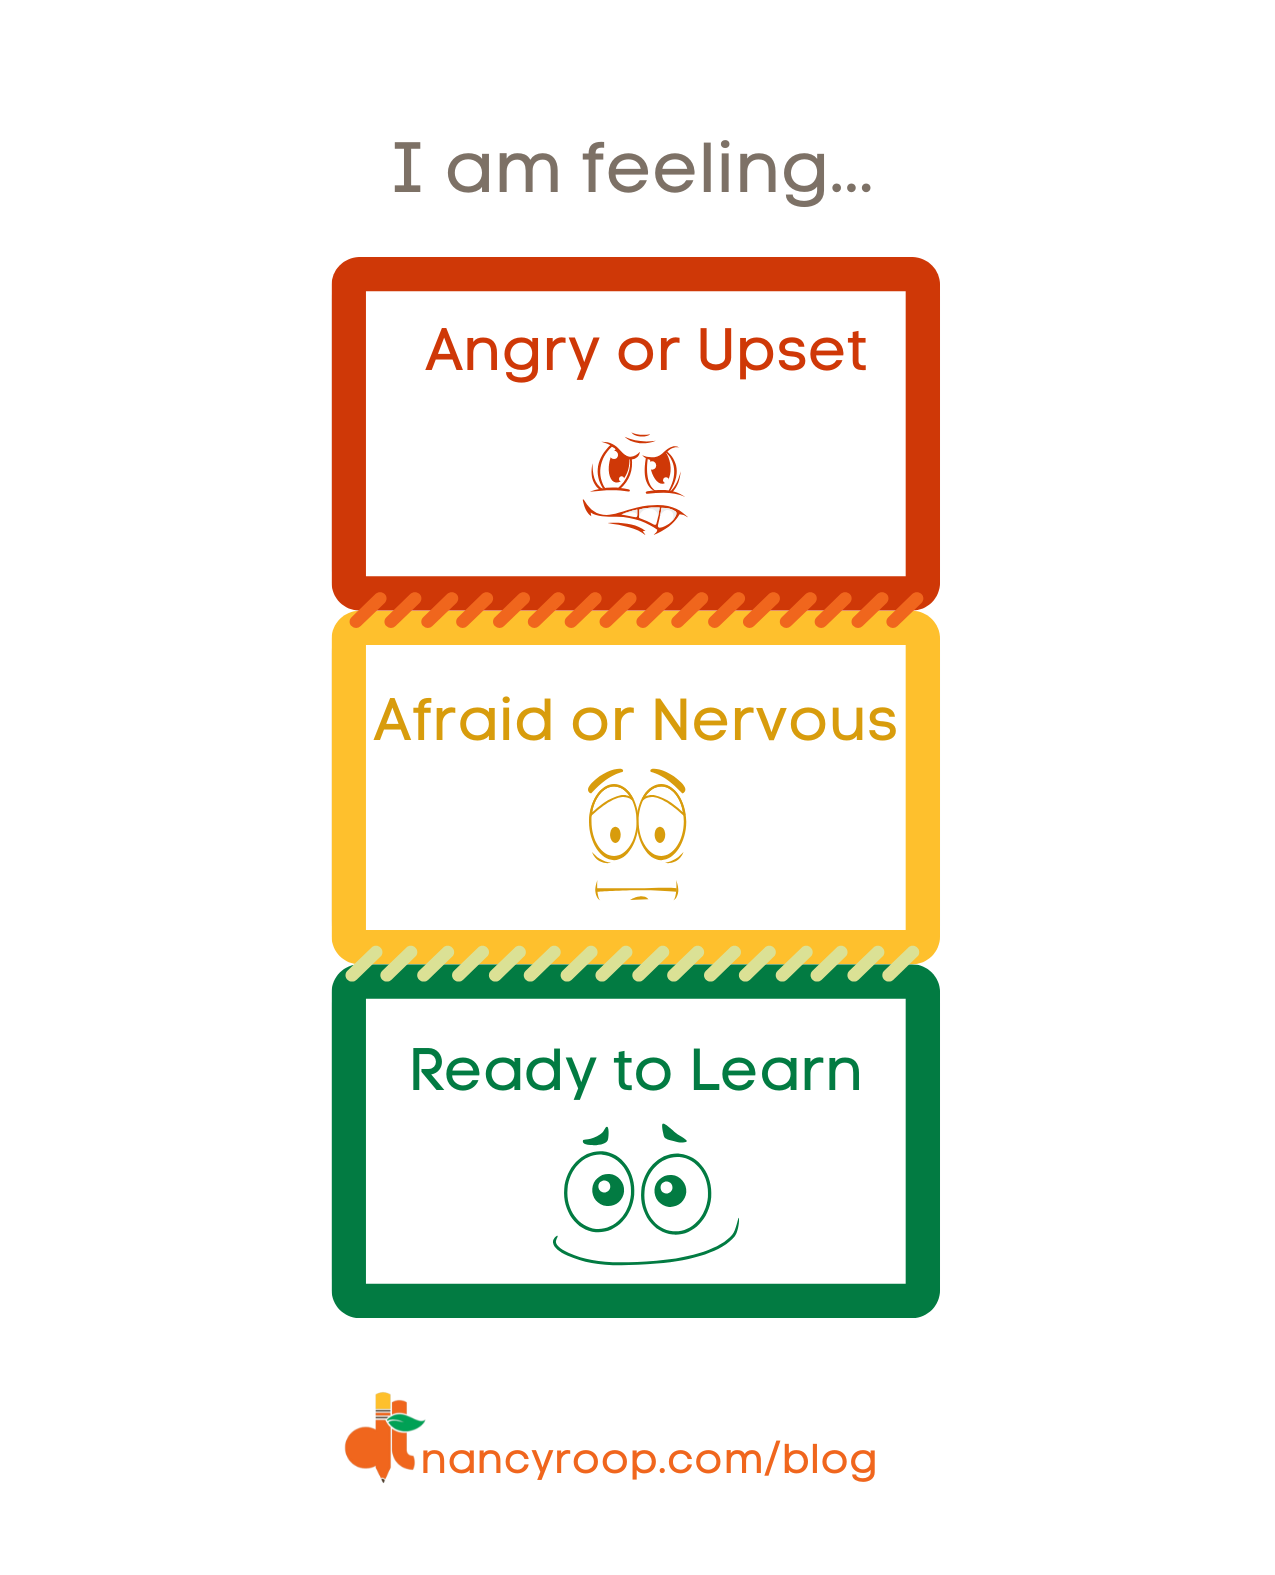 I am feeling...
Angry or Upset
Afraid or Nervous
Ready to Learn
nancyroop.com/blog